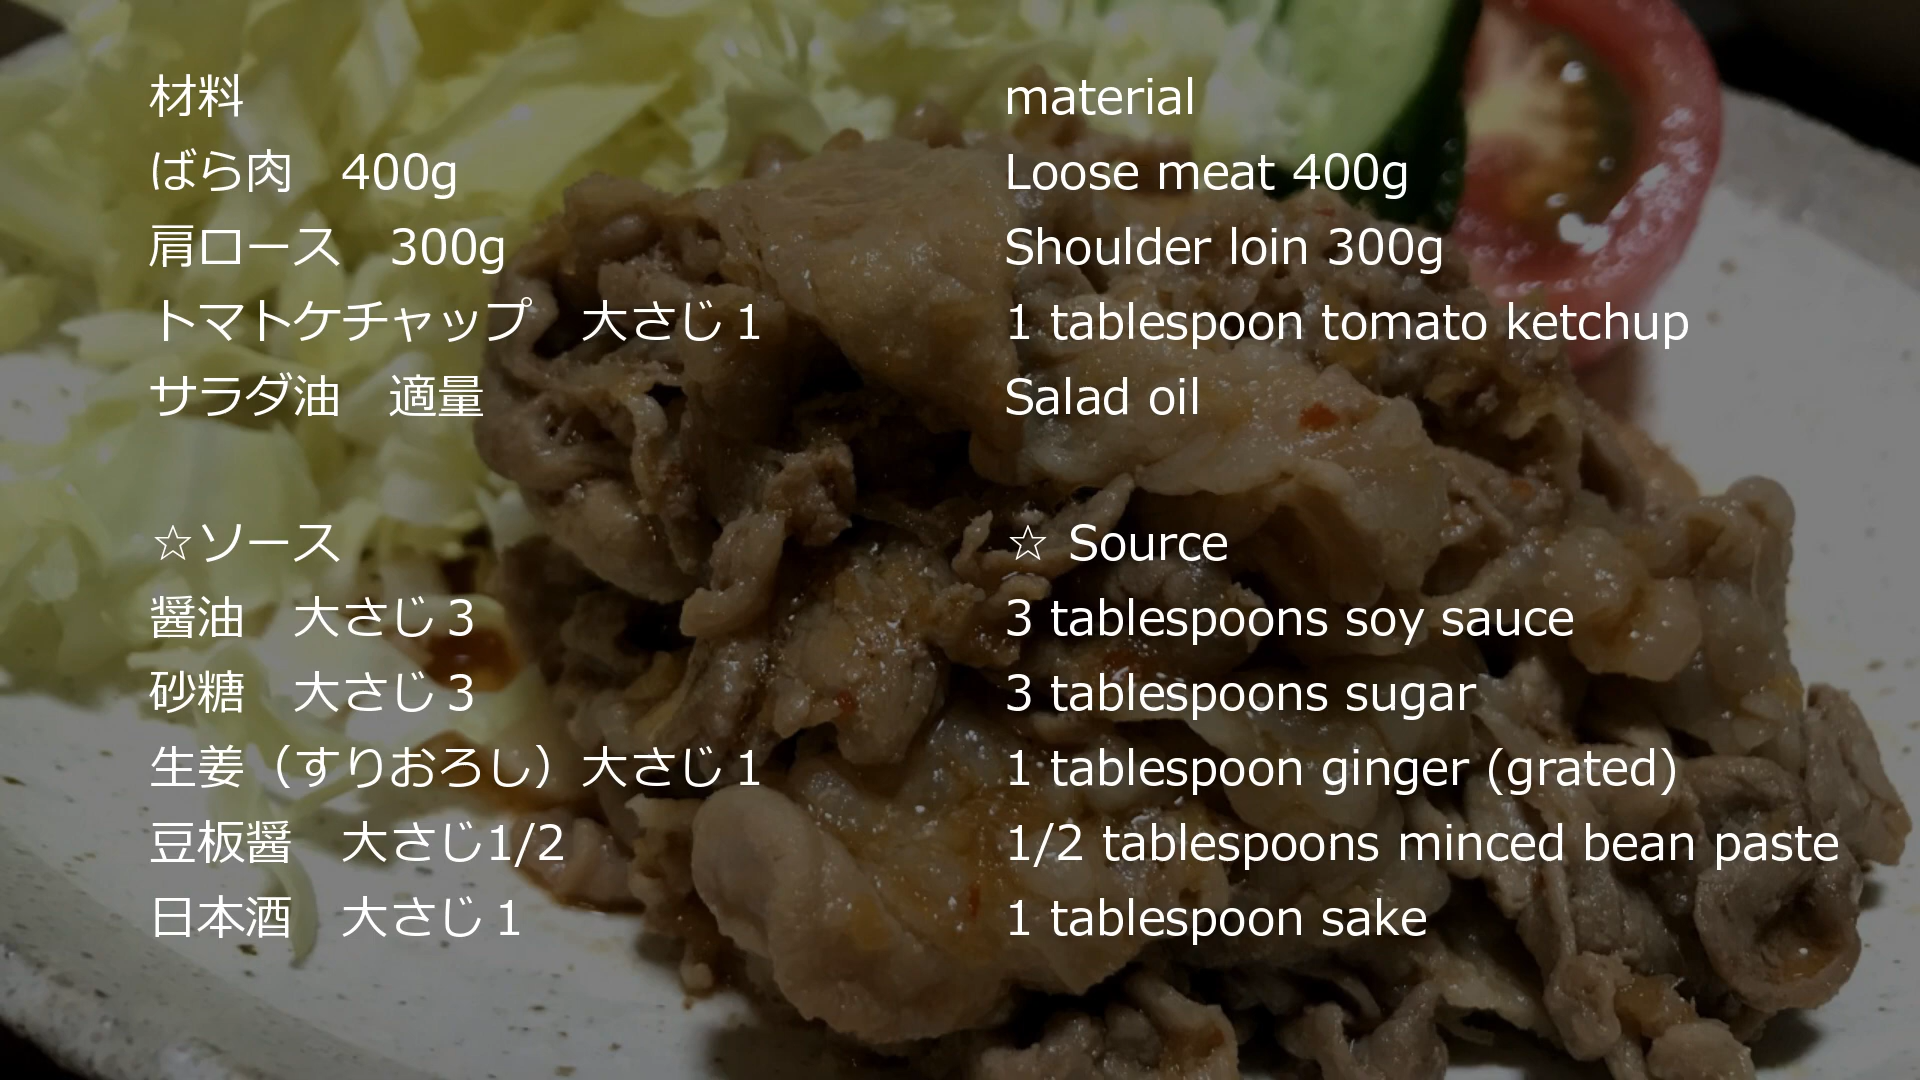 材料
ばら肉　400g
肩ロース　300g
トマトケチャップ　大さじ１
サラダ油　適量
☆ソース
醤油　大さじ３
砂糖　大さじ３
生姜（すりおろし）大さじ１
豆板醤　大さじ1/2
日本酒　大さじ１
material
Loose meat 400g
Shoulder loin 300g
1 tablespoon tomato ketchup
Salad oil
☆ Source
3 tablespoons soy sauce
3 tablespoons sugar
1 tablespoon ginger (grated)
1/2 tablespoons minced bean paste
1 tablespoon sake